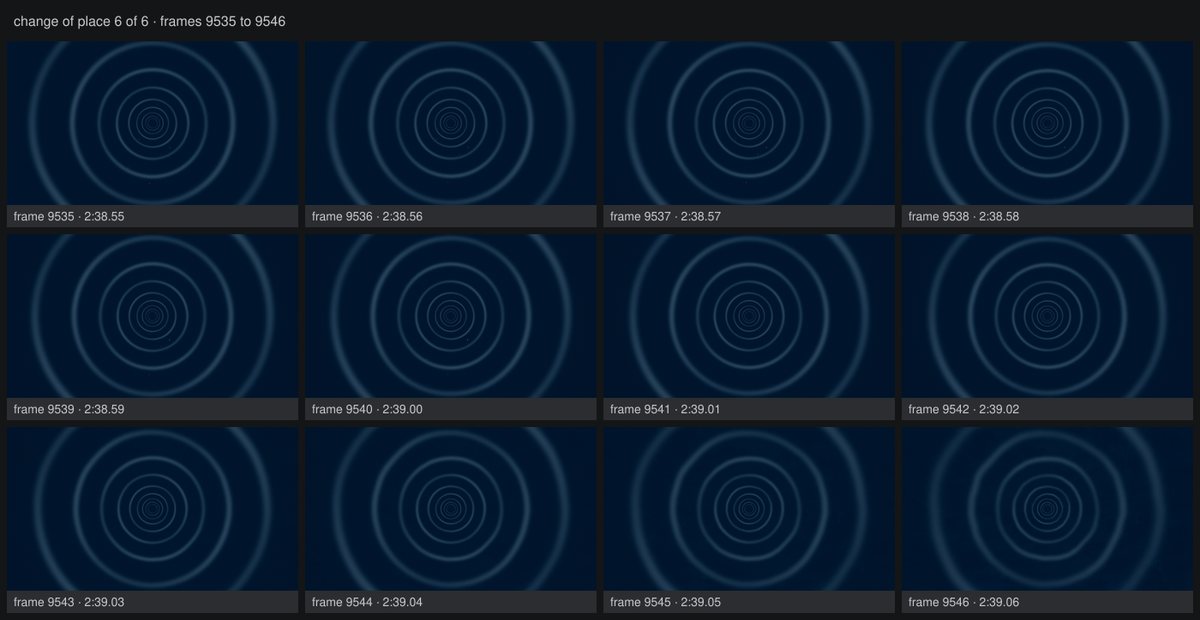 change of place 6 of 6 · frames 9535 to 9546
frame 9535 · 2:38.55
frame 9536 · 2:38.56
frame 9537 · 2:38.57
frame 9538 · 2:38.58
frame 9539 · 2:38.59
frame 9540 · 2:39.00
frame 9541 · 2:39.01
frame 9542 · 2:39.02
frame 9543 · 2:39.03
frame 9544 · 2:39.04
frame 9545 · 2:39.05
frame 9546 · 2:39.06